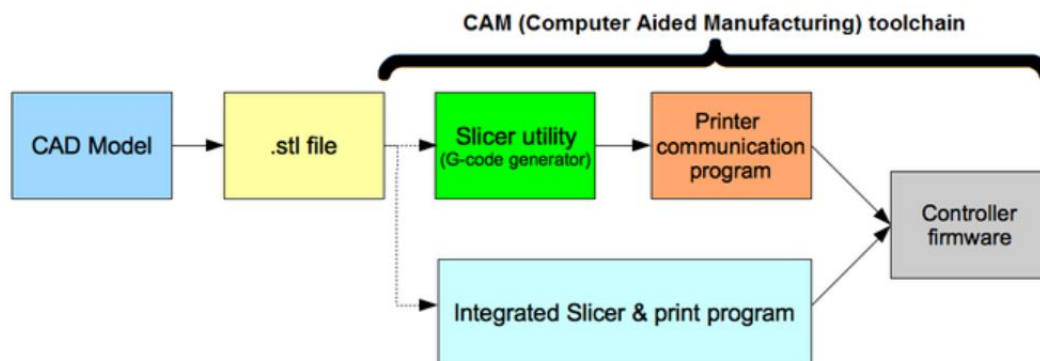 CAM (Computer Aided Manufacturing) toolchain
CAD Model
.stl file
Slicer utility
(G-code generator)
Printer
communication
program
Controller
firmware
Integrated Slicer & print program